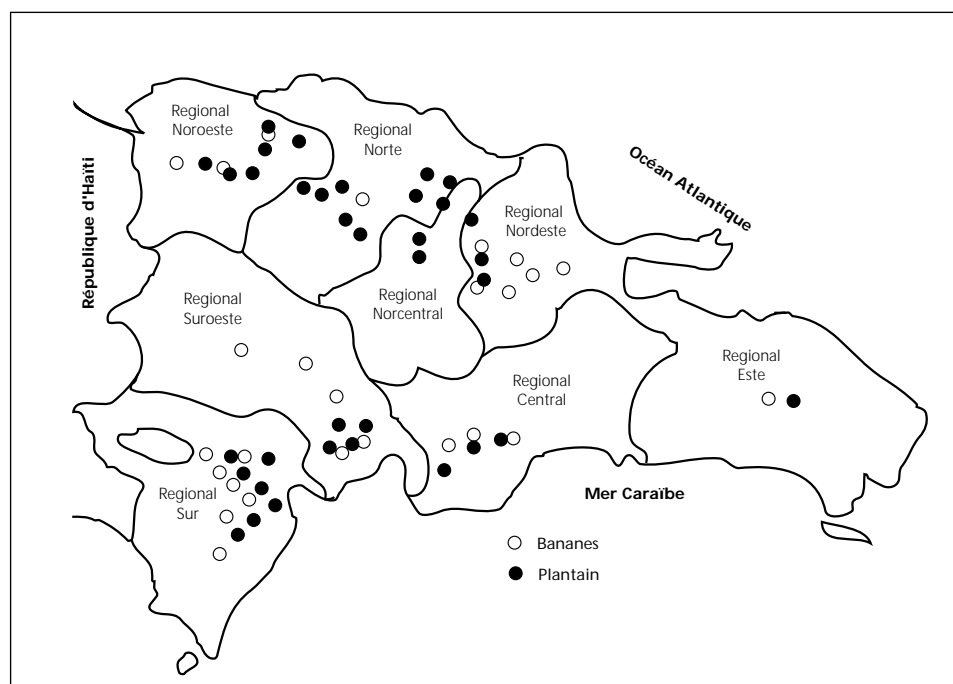 Regional
Noroeste
Regional
Norte
Océan Atlantique
République d'Haïti
Regional
Nordeste
Regional
Suroeste
Regional
Norcentral
Regional
Este
Regional
Central
Regional
Sur
Mer Caraïbe
Bananes
Plantain